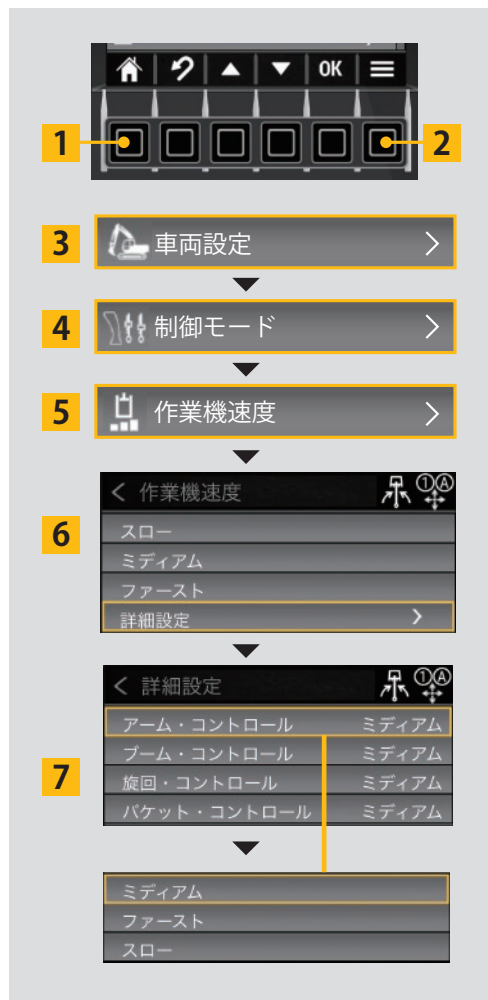 OK
1
2
3
車両設定
4
制御モード
5
作業機速度
6
作業機速度
① Ⓐ
スロー
ミディアム
ファースト
詳細設定
7
詳細設定
① Ⓐ
アーム・コントロール ミディアム
ブーム・コントロール ミディアム
旋回・コントロール ミディアム
バケット・コントロール ミディアム
ミディアム
ファースト
スロー